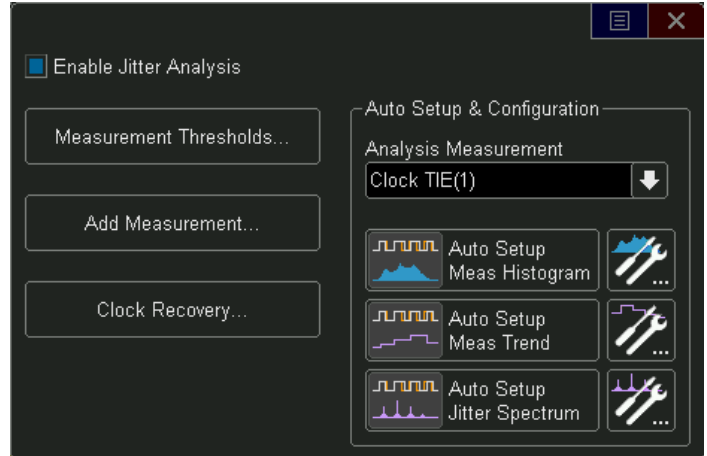 Enable Jitter Analysis
Measurement Thresholds...
Add Measurement...
Clock Recovery...
Auto Setup & Configuration
Analysis Measurement
Clock TIE(1)
Auto Setup
Meas Histogram
...
Auto Setup
Meas Trend
...
Auto Setup
Jitter Spectrum
...